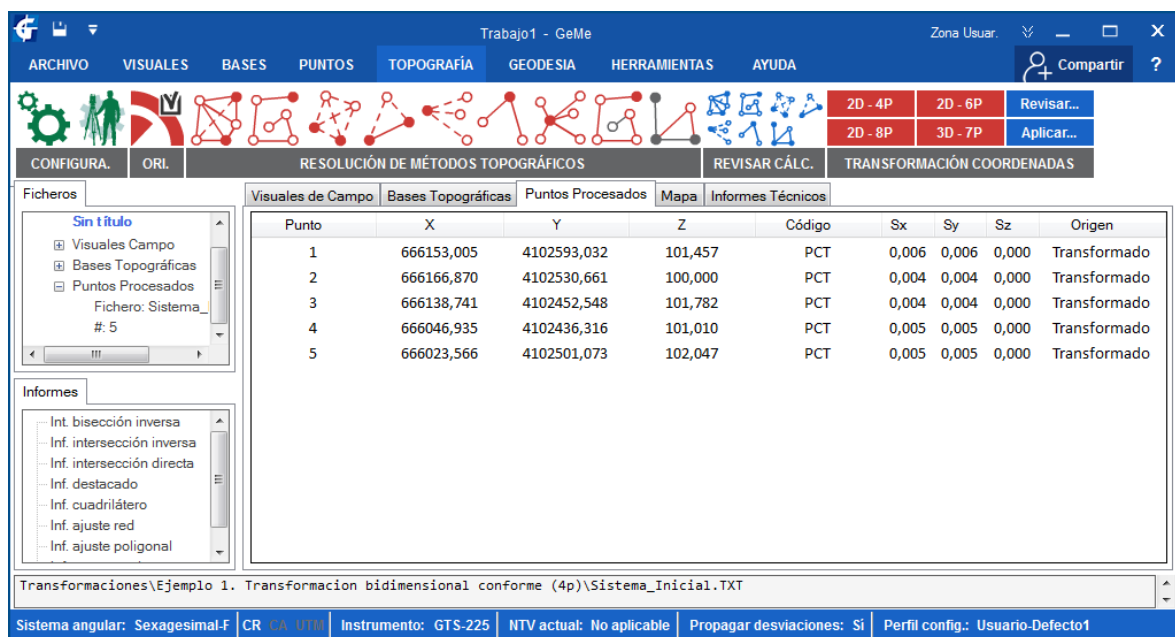 Trabajo1 - GeMe
Zona Usuar.
ARCHIVO VISUALES BASES PUNTOS TOPOGRAFÍA GEODESIA HERRAMIENTAS AYUDA Compartir ?
2D - 4P 2D - 6P Revisar...
2D - 8P 3D - 7P Aplicar...
CONFIGURA. ORI. RESOLUCIÓN DE MÉTODOS TOPOGRÁFICOS REVISAR CÁLC. TRANSFORMACIÓN COORDENADAS
Ficheros
Sin título
Visuales Campo
Bases Topográficas
Puntos Procesados
Fichero: Sistema_
#: 5
Informes
Int. bisección inversa
Inf. intersección inversa
Inf. intersección directa
Inf. destacado
Inf. cuadrilátero
Inf. ajuste red
Inf. ajuste poligonal
Visuales de Campo Bases Topográficas Puntos Procesados Mapa Informes Técnicos
Punto X Y Z Código Sx Sy Sz Origen
1 666153,005 4102593,032 101,457 PCT 0,006 0,006 0,000 Transformado
2 666166,870 4102530,661 100,000 PCT 0,004 0,004 0,000 Transformado
3 666138,741 4102452,548 101,782 PCT 0,004 0,004 0,000 Transformado
4 666046,935 4102436,316 101,010 PCT 0,005 0,005 0,000 Transformado
5 666023,566 4102501,073 102,047 PCT 0,005 0,005 0,000 Transformado
Transformaciones\Ejemplo 1. Transformacion bidimensional conforme (4p)\Sistema_Inicial.TXT
Sistema angular: Sexagesimal-F CR CA UTM Instrumento: GTS-225 NTV actual: No aplicable Propagar desviaciones: Sí Perfil config.: Usuario-Defecto1